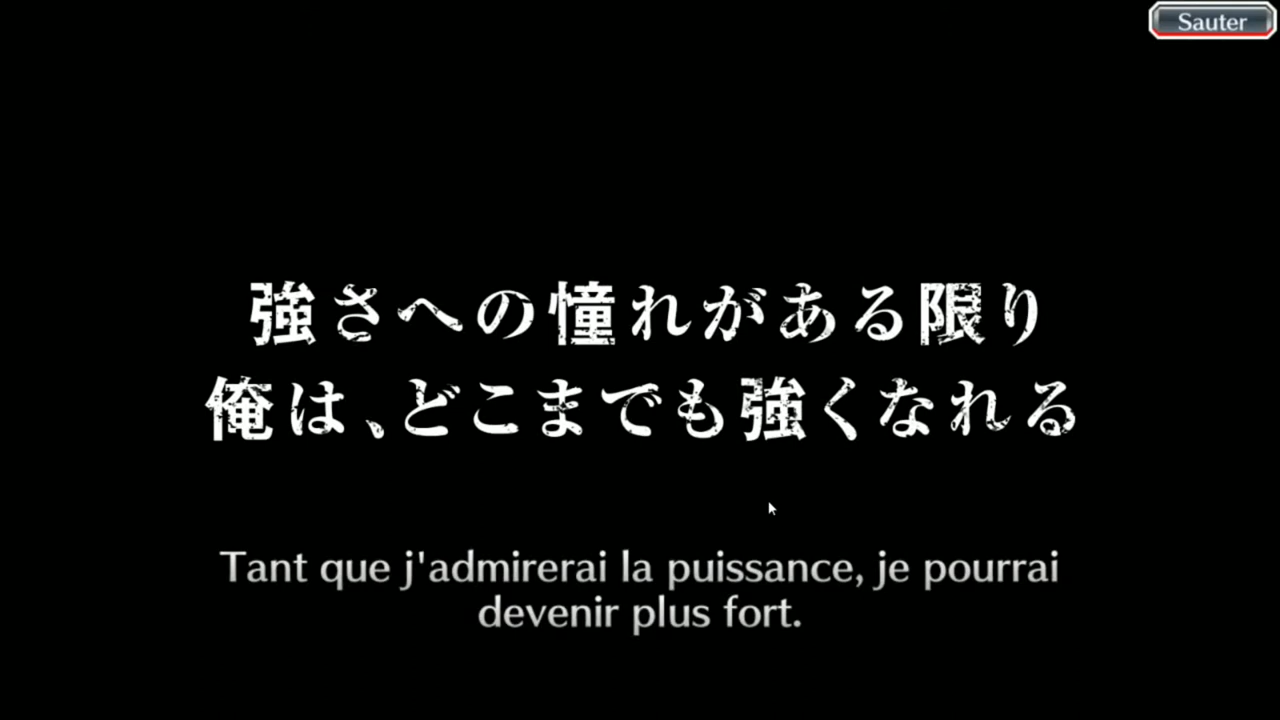 Sauter
強さへの憧れがある限り
俺は、どこまでも強くなれる
Tant que j'admirerai la puissance, je pourrai
devenir plus fort.